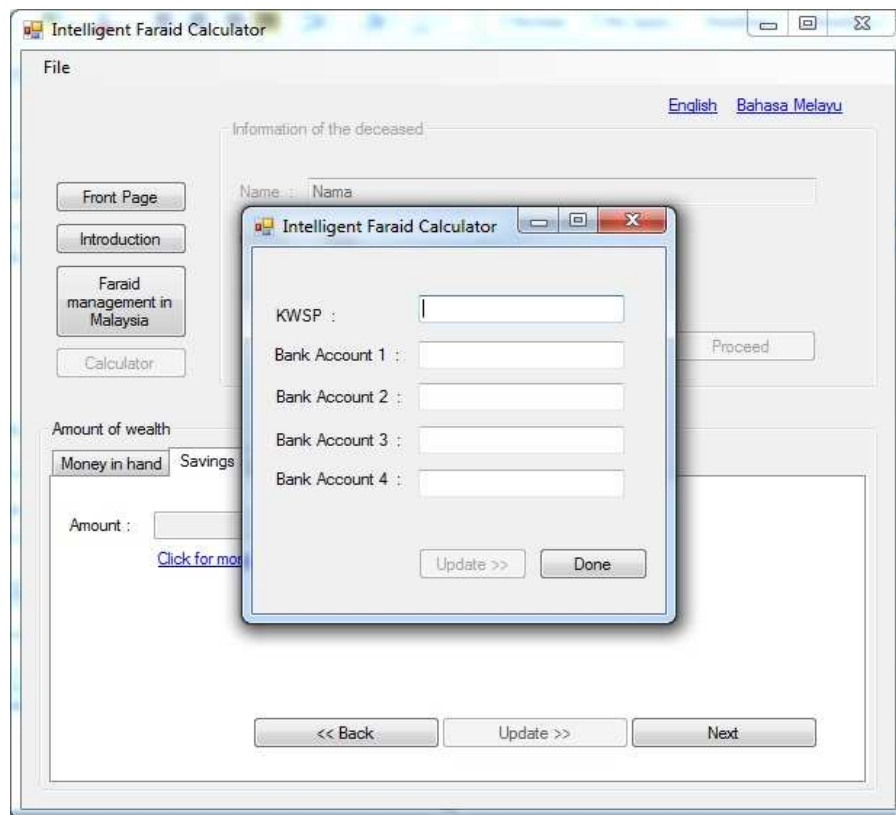 Intelligent Faraid Calculator
File
English Bahasa Melayu
Information of the deceased
Front Page
Name : Nama
Introduction
Faraid
management in
Malaysia
Calculator
Proceed
Intelligent Faraid Calculator
KWSP :
Bank Account 1 :
Bank Account 2 :
Bank Account 3 :
Bank Account 4 :
Update >> Done
Amount of wealth
Money in hand Savings
Amount :
Click for
<< Back Update >> Next